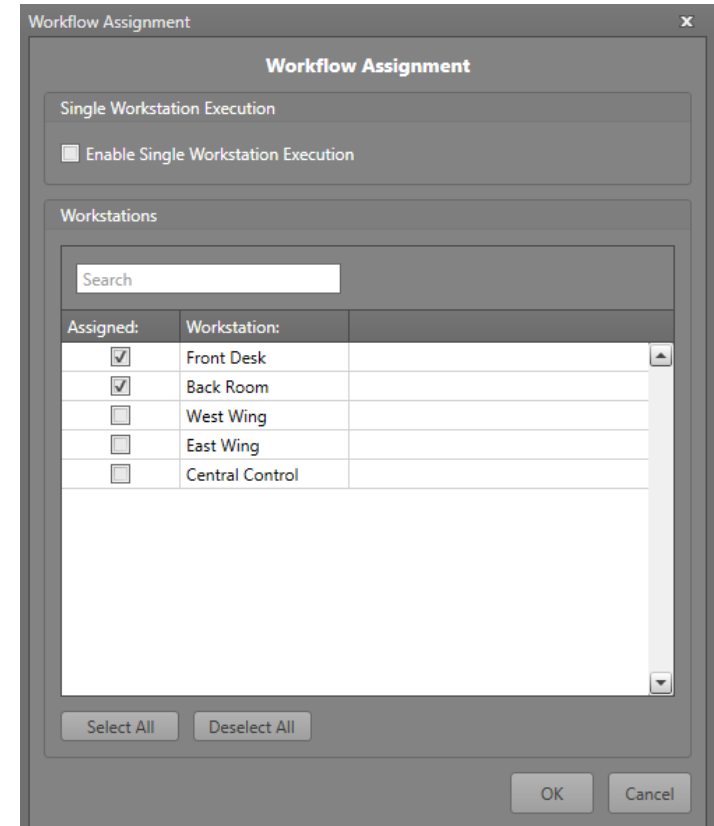 Workflow Assignment x
Workflow Assignment
Single Workstation Execution
Enable Single Workstation Execution
Workstations
Search
Assigned: Workstation:
Front Desk
Back Room
West Wing
East Wing
Central Control
Select All Deselect All
OK Cancel